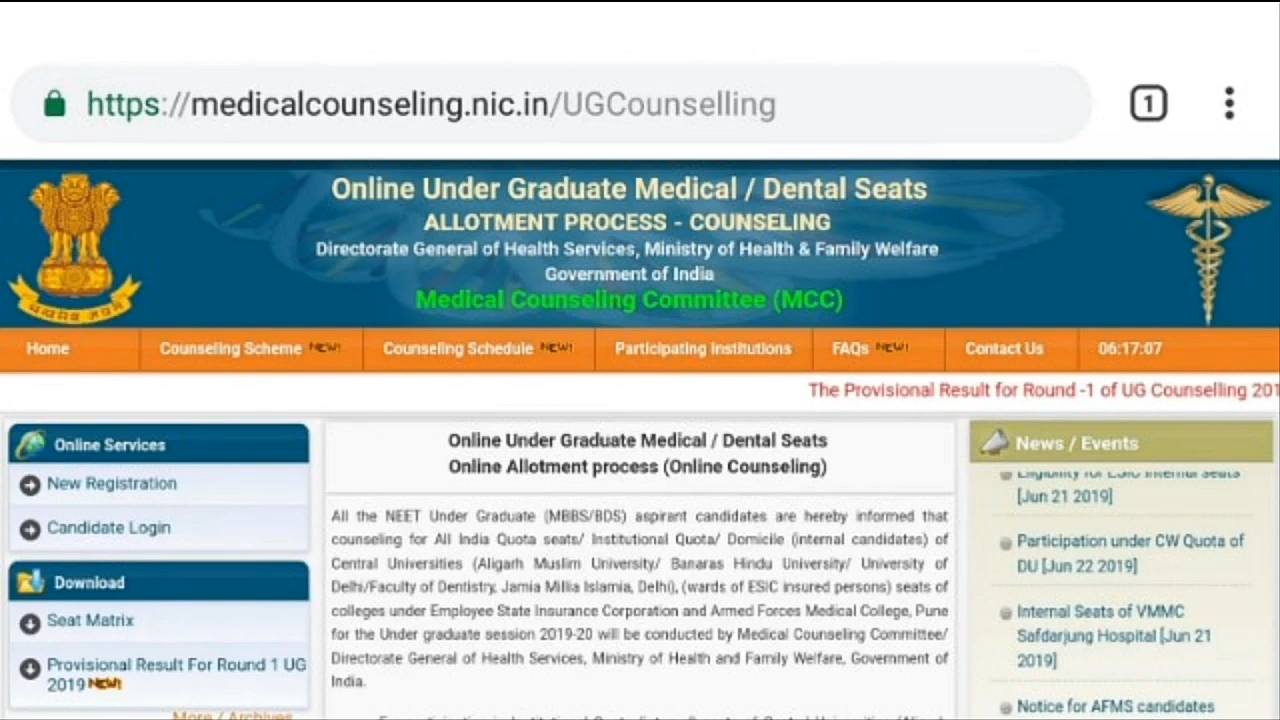 https://medicalcounseling.nic.in/UGCounselling
1
Online Under Graduate Medical / Dental Seats
ALLOTMENT PROCESS - COUNSELING
Directorate General of Health Services, Ministry of Health & Family Welfare
Government of India
Medical Counseling Committee (MCC)
Home
Counseling Scheme NEW!
Counseling Schedule NEW!
Participating Institutions
FAQs NEW!
Contact Us
06:17:07
The Provisional Result for Round -1 of UG Counselling 201
Online Services
New Registration
Candidate Login
Download
Seat Matrix
Provisional Result For Round 1 UG
2019 NEW!
More / Archives
Online Under Graduate Medical / Dental Seats
Online Allotment process (Online Counseling)
All the NEET Under Graduate (MBBS/BDS) aspirant candidates are hereby informed that
counseling for All India Quota seats/ Institutional Quota/ Domicile (internal candidates) of
Central Universities (Aligarh Muslim University/ Banaras Hindu University/ University of
Delhi/Faculty of Dentistry, Jamia Millia Islamia, Delhi), (wards of ESIC insured persons) seats of
colleges under Employee State Insurance Corporation and Armed Forces Medical College, Pune
for the Under graduate session 2019-20 will be conducted by Medical Counseling Committee/
Directorate General of Health Services, Ministry of Health and Family Welfare, Government of
India.
News / Events
Eligibility for ESIC Internal Seats
[Jun 21 2019]
Participation under CW Quota of
DU [Jun 22 2019]
Internal Seats of VMMC
Safdarjung Hospital [Jun 21
2019]
Notice for AFMS candidates